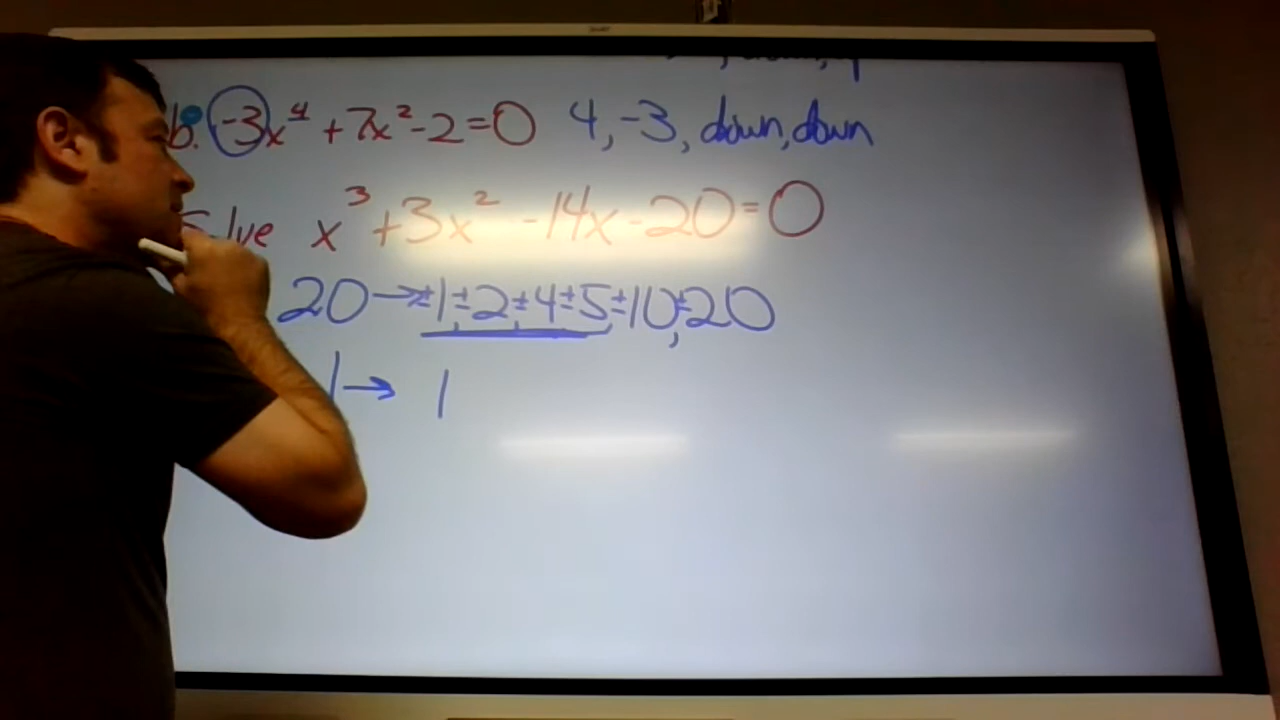 b. -3x⁴ + 7x² - 2 = 0 4, -3, down, down
Solve x³ + 3x² - 14x - 20 = 0
20 → ±1, ±2, ±4, ±5, ±10, ±20
1 → 1